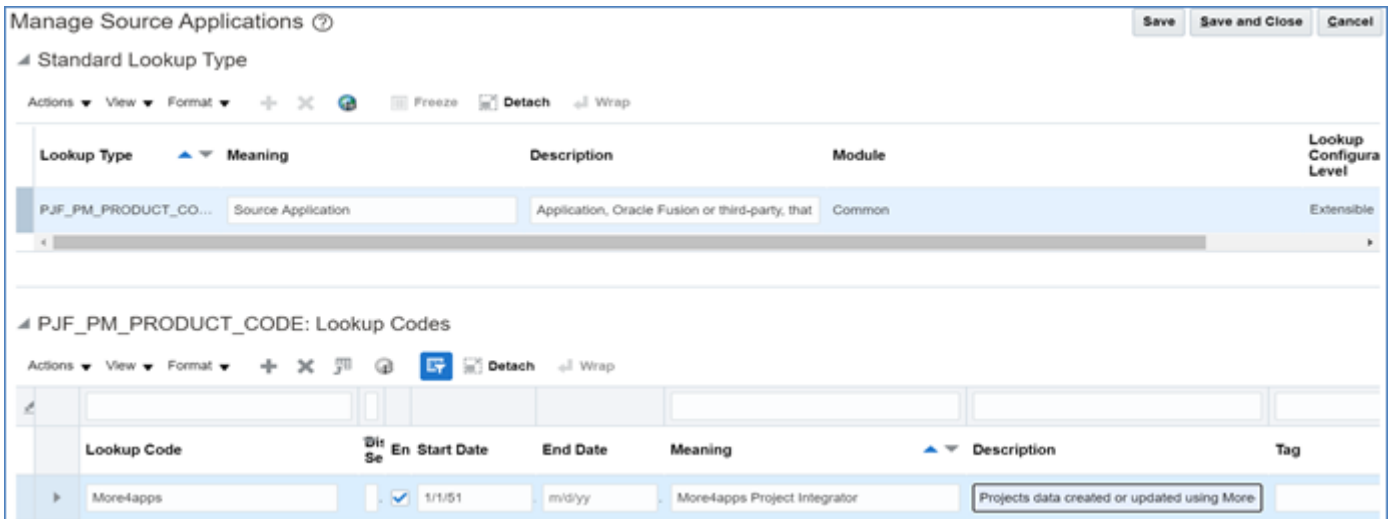 Manage Source Applications
Save Save and Close Cancel
Standard Lookup Type
Actions View Format Freeze Detach Wrap
Lookup Type Meaning Description Module Lookup
Configura
Level
PJF_PM_PRODUCT_CO... Source Application Application, Oracle Fusion or third-party, that Common Extensible
PJF_PM_PRODUCT_CODE: Lookup Codes
Actions View Format Detach Wrap
Lookup Code Dis
Se En Start Date End Date Meaning Description Tag
More4apps 1/1/51 m/d/yy More4apps Project Integrator Projects data created or updated using More